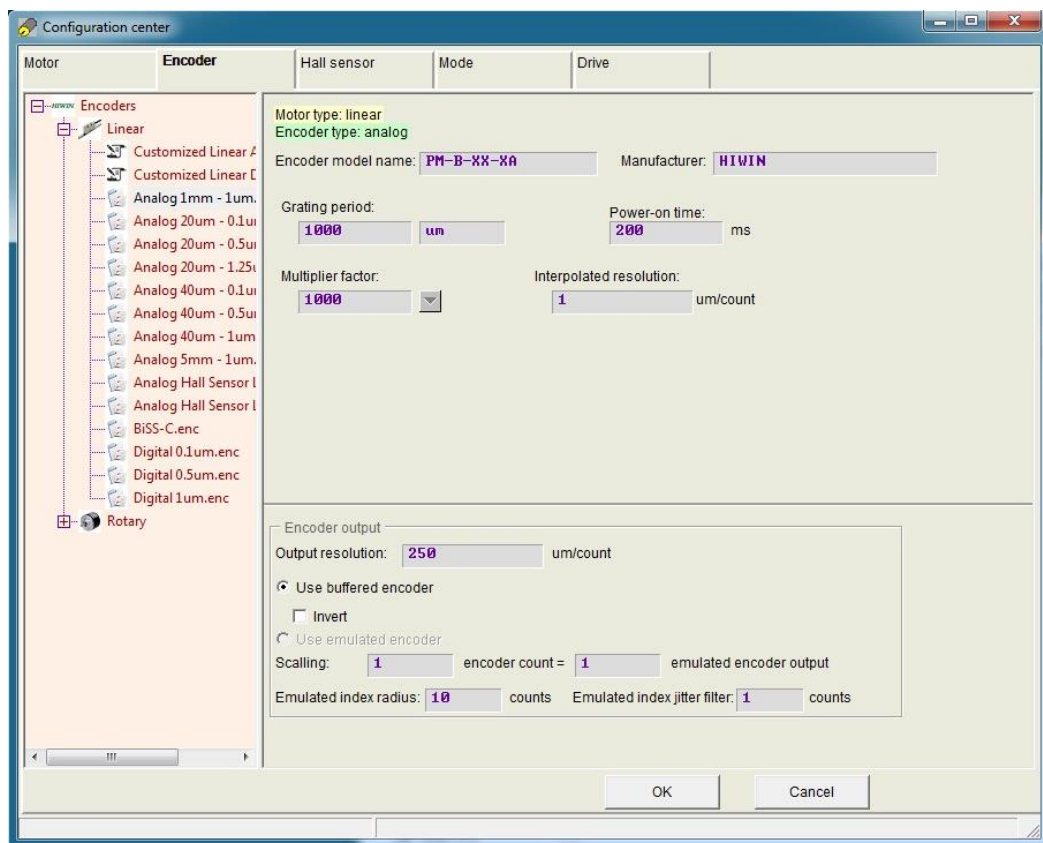 Configuration center
Motor
Encoder
Hall sensor
Mode
Drive
HIWIN Encoders
Linear
Customized Linear A
Customized Linear D
Analog 1mm - 1um.
Analog 20um - 0.1u
Analog 20um - 0.5u
Analog 20um - 1.25
Analog 40um - 0.1u
Analog 40um - 0.5u
Analog 40um - 1um
Analog 5mm - 1um.
Analog Hall Sensor
Analog Hall Sensor
BiSS-C.enc
Digital 0.1um.enc
Digital 0.5um.enc
Digital 1um.enc
Rotary
Motor type: linear
Encoder type: analog
Encoder model name: PM-B-XX-XA Manufacturer: HIWIN
Grating period:
1000 um
Power-on time:
200 ms
Multiplier factor:
1000
Interpolated resolution:
1 um/count
Encoder output
Output resolution: 250 um/count
Use buffered encoder
Invert
Use emulated encoder
Scalling: 1 encoder count = 1 emulated encoder output
Emulated index radius: 10 counts Emulated index jitter filter: 1 counts
OK
Cancel